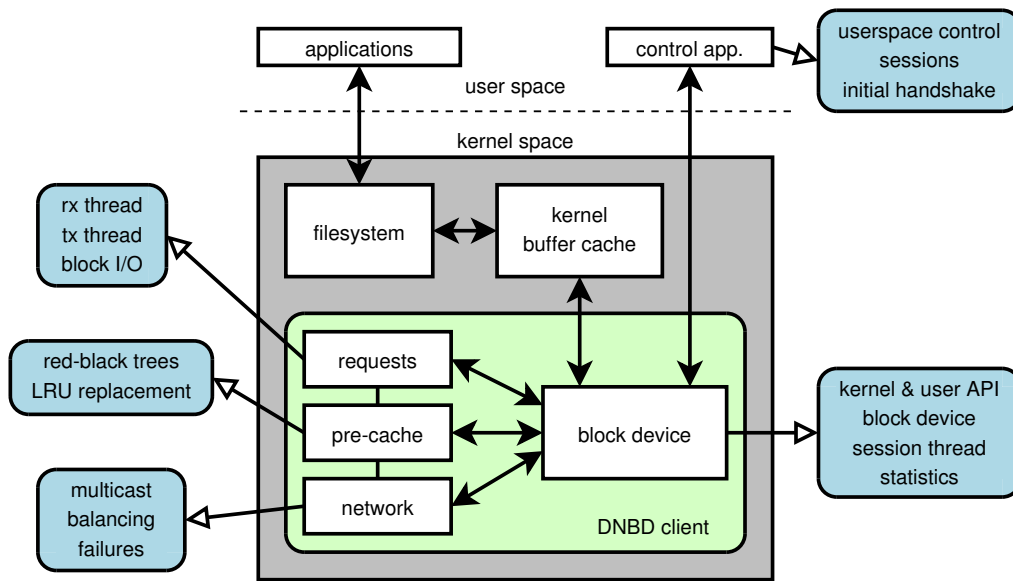 applications
control app.
userspace control
sessions
initial handshake
user space
kernel space
rx thread
tx thread
block I/O
filesystem
kernel
buffer cache
red-black trees
LRU replacement
requests
pre-cache
network
block device
kernel & user API
block device
session thread
statistics
multicast
balancing
failures
DNBD client